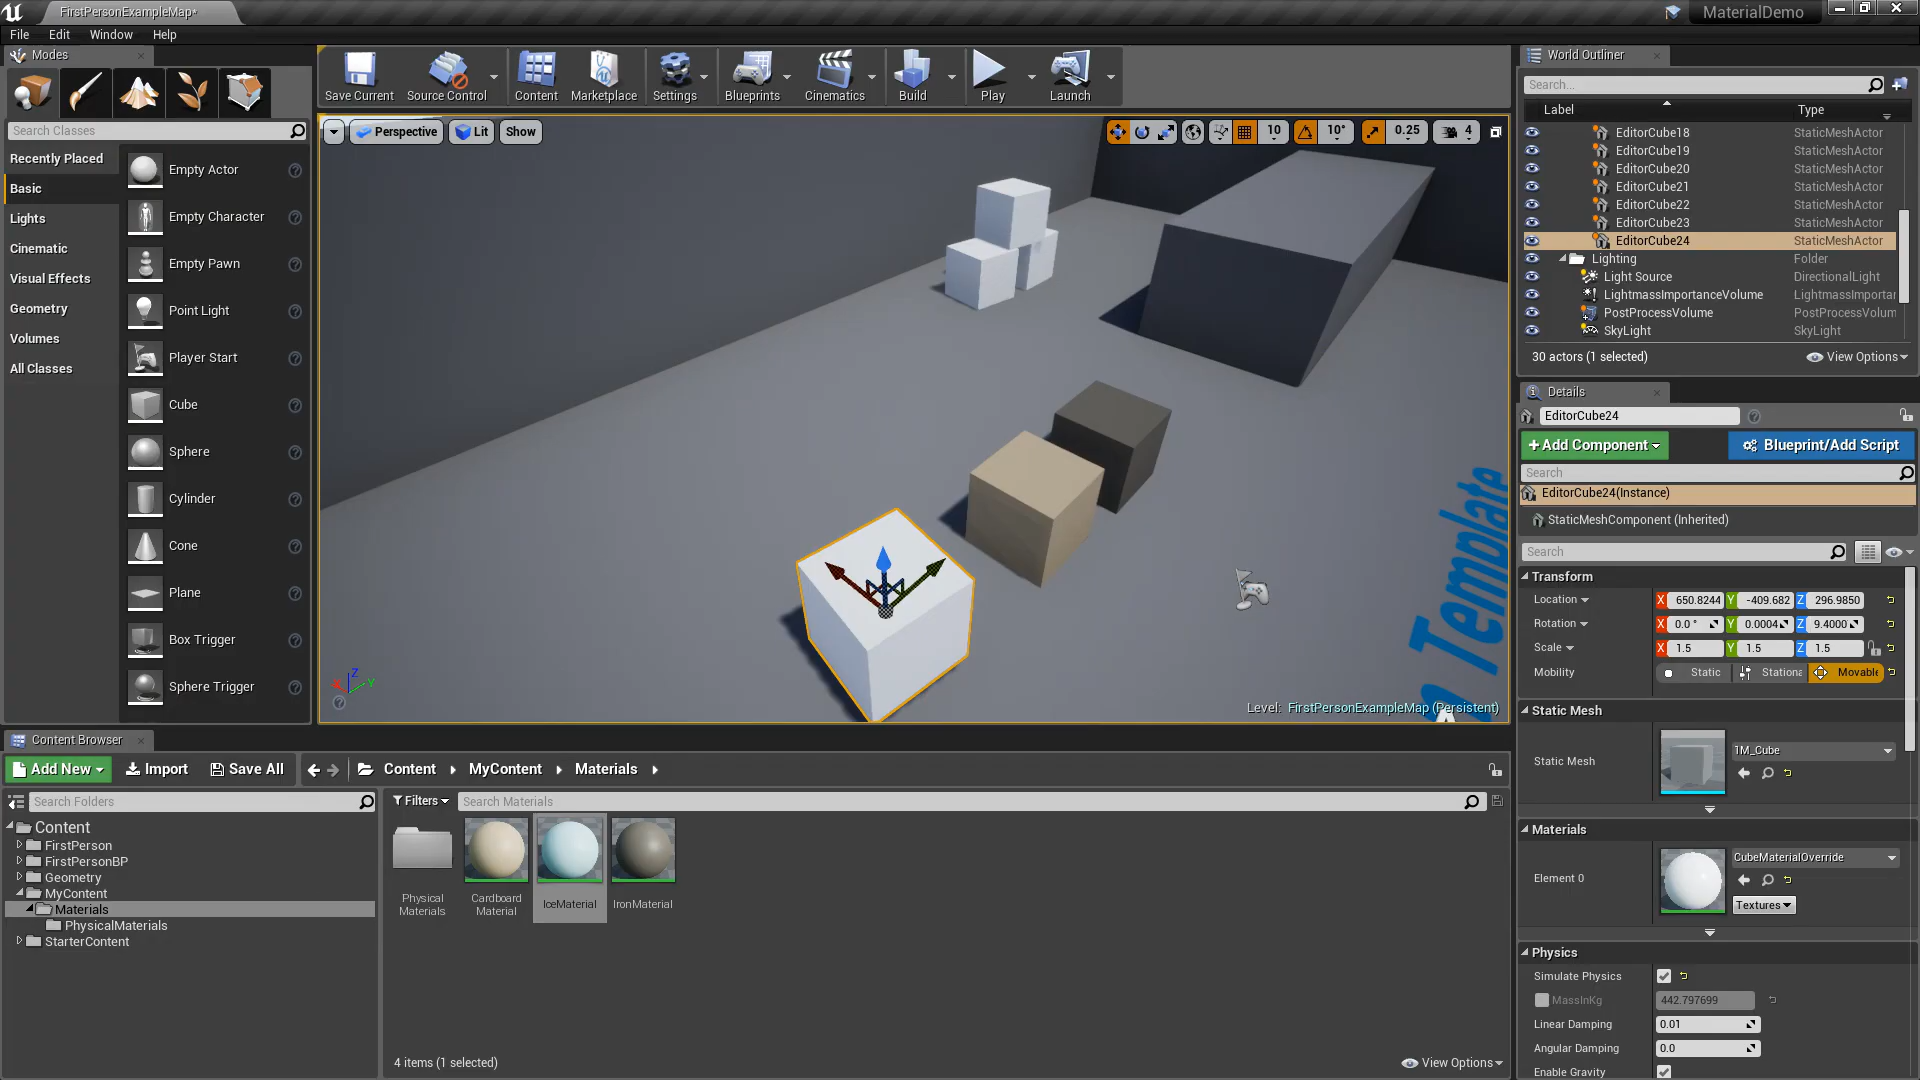 FirstPersonExampleMap*
MaterialDemo
File Edit Window Help
Modes
Search Classes
Recently Placed
Basic
Lights
Cinematic
Visual Effects
Geometry
Volumes
All Classes
Empty Actor
Empty Character
Empty Pawn
Point Light
Player Start
Cube
Sphere
Cylinder
Cone
Plane
Box Trigger
Sphere Trigger
Save Current
Source Control
Content
Marketplace
Settings
Blueprints
Cinematics
Build
Play
Launch
Perspective
Lit
Show
10
10°
0.25
4
n Template
Z
Y
Level: FirstPersonExampleMap (Persistent)
World Outliner
Search...
Label Type
EditorCube18 StaticMeshActor
EditorCube19 StaticMeshActor
EditorCube20 StaticMeshActor
EditorCube21 StaticMeshActor
EditorCube22 StaticMeshActor
EditorCube23 StaticMeshActor
EditorCube24 StaticMeshActor
Lighting Folder
Light Source DirectionalLight
LightmassImportanceVolume LightmassImportar
PostProcessVolume PostProcessVolum
SkyLight SkyLight
30 actors (1 selected)
View Options
Details
EditorCube24
+Add Component
Blueprint/Add Script
Search
EditorCube24(Instance)
StaticMeshComponent (Inherited)
Search
Transform
Location X 650.8244 Y -409.682 Z 296.9850
Rotation X 0.0 ° Y 0.0004 Z 9.4000
Scale X 1.5 Y 1.5 Z 1.5
Mobility Static Stationa Movable
Static Mesh
Static Mesh
1M_Cube
Materials
Element 0
CubeMaterialOverride
Textures
Physics
Simulate Physics
MassInKg 442.797699
Linear Damping 0.01
Angular Damping 0.0
Enable Gravity
Content Browser
Add New
Import
Save All
Content
MyContent
Materials
Search Folders
Content
FirstPerson
FirstPersonBP
Geometry
MyContent
Materials
PhysicalMaterials
StarterContent
Filters
Search Materials
Physical
Materials
Cardboard
Material
IceMaterial
IronMaterial
4 items (1 selected)
View Options